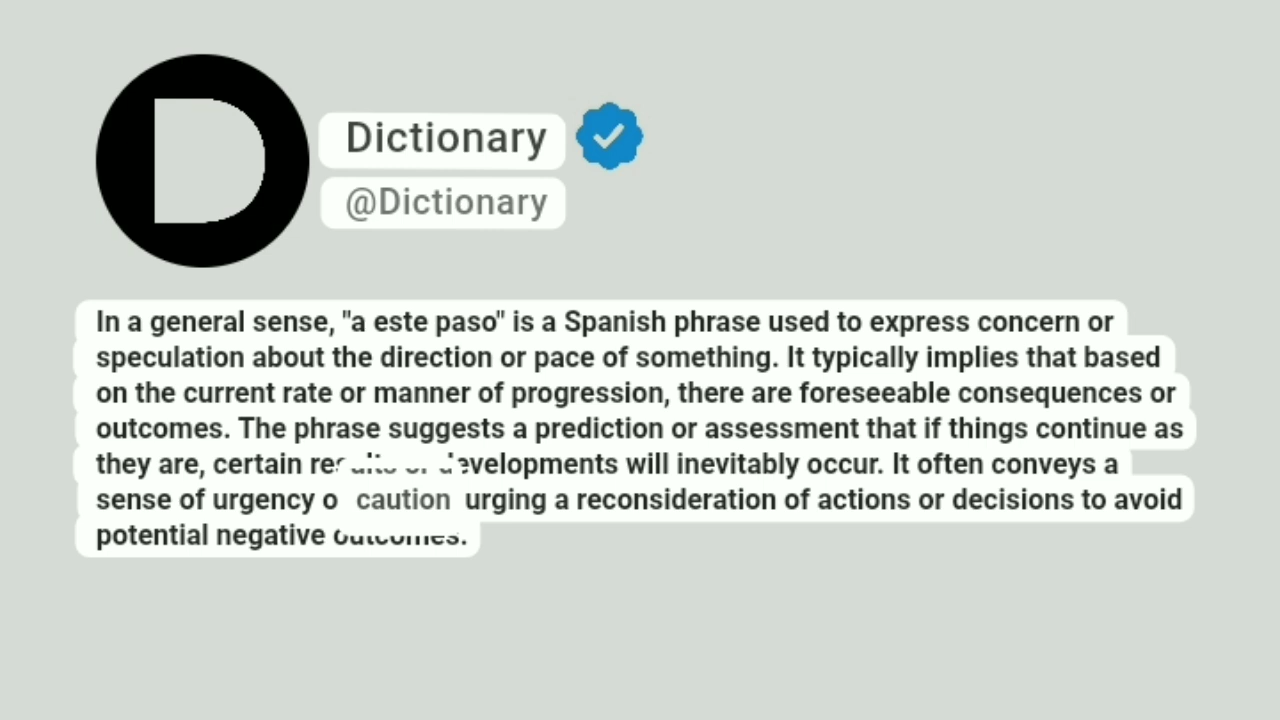 D
Dictionary
@Dictionary
In a general sense, "a este paso" is a Spanish phrase used to express concern or
speculation about the direction or pace of something. It typically implies that based
on the current rate or manner of progression, there are foreseeable consequences or
outcomes. The phrase suggests a prediction or assessment that if things continue as
they are, certain results or developments will inevitably occur. It often conveys a
sense of urgency o caution urging a reconsideration of actions or decisions to avoid
potential negative outcomes.